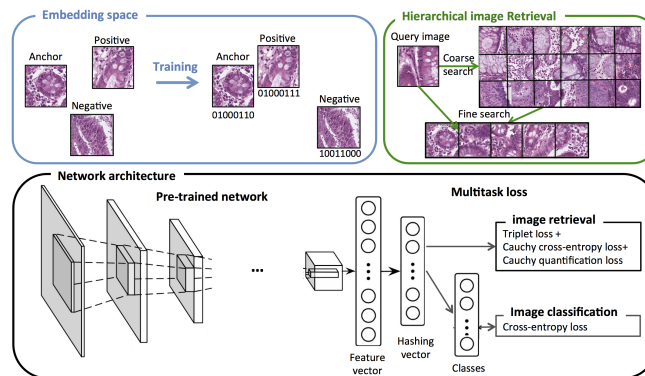 Embedding space
Anchor
Positive
Negative
Training
Anchor
Positive
01000111
01000110
Negative
10011000
Hierarchical image Retrieval
Query image
Coarse
search
Fine search
Network architecture
Pre-trained network
Multitask loss
...
image retrieval
Triplet loss +
Cauchy cross-entropy loss+
Cauchy quantification loss
Image classification
Cross-entropy loss
Feature
vector
Hashing
vector
Classes